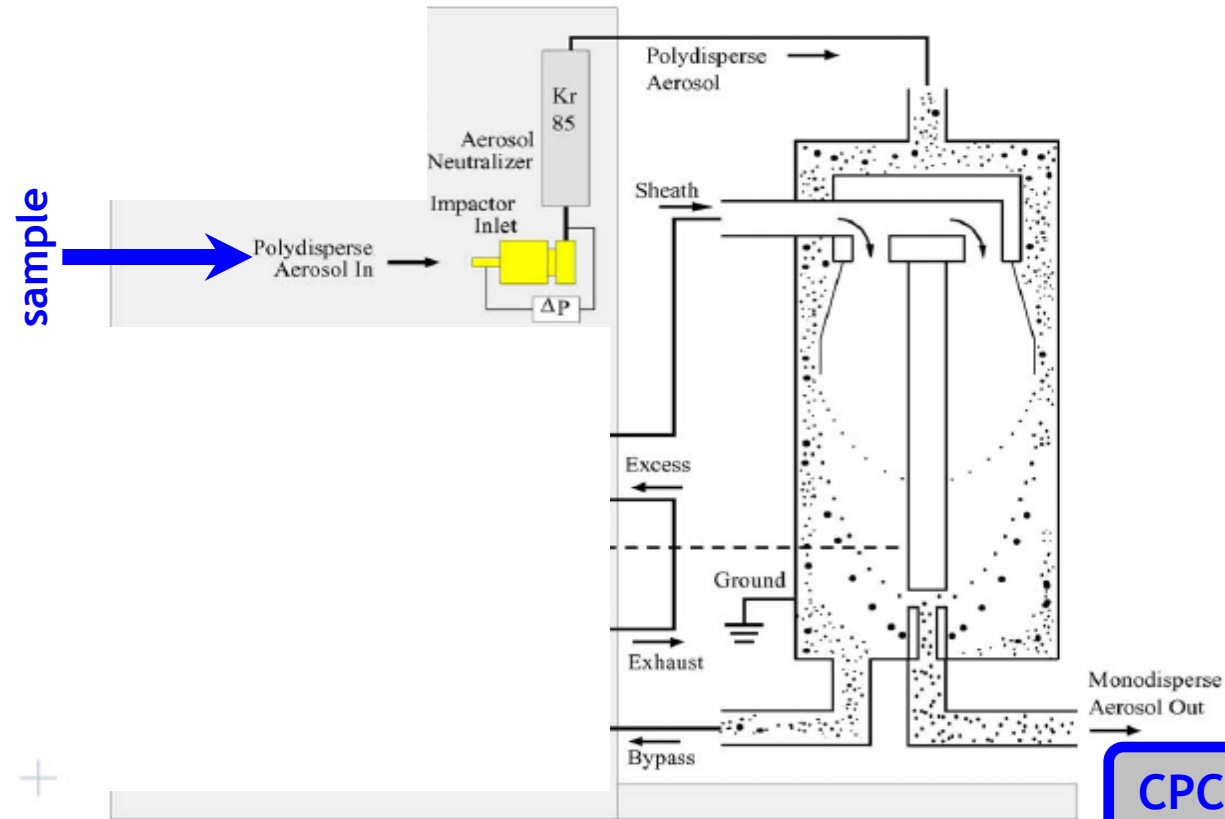 Polydisperse
Aerosol
Kr
85
Aerosol
Neutralizer
Sheath
Impactor
Inlet
sample
Polydisperse
Aerosol In
ΔP
Excess
Ground
Exhaust
Monodisperse
Aerosol Out
Bypass
CPC